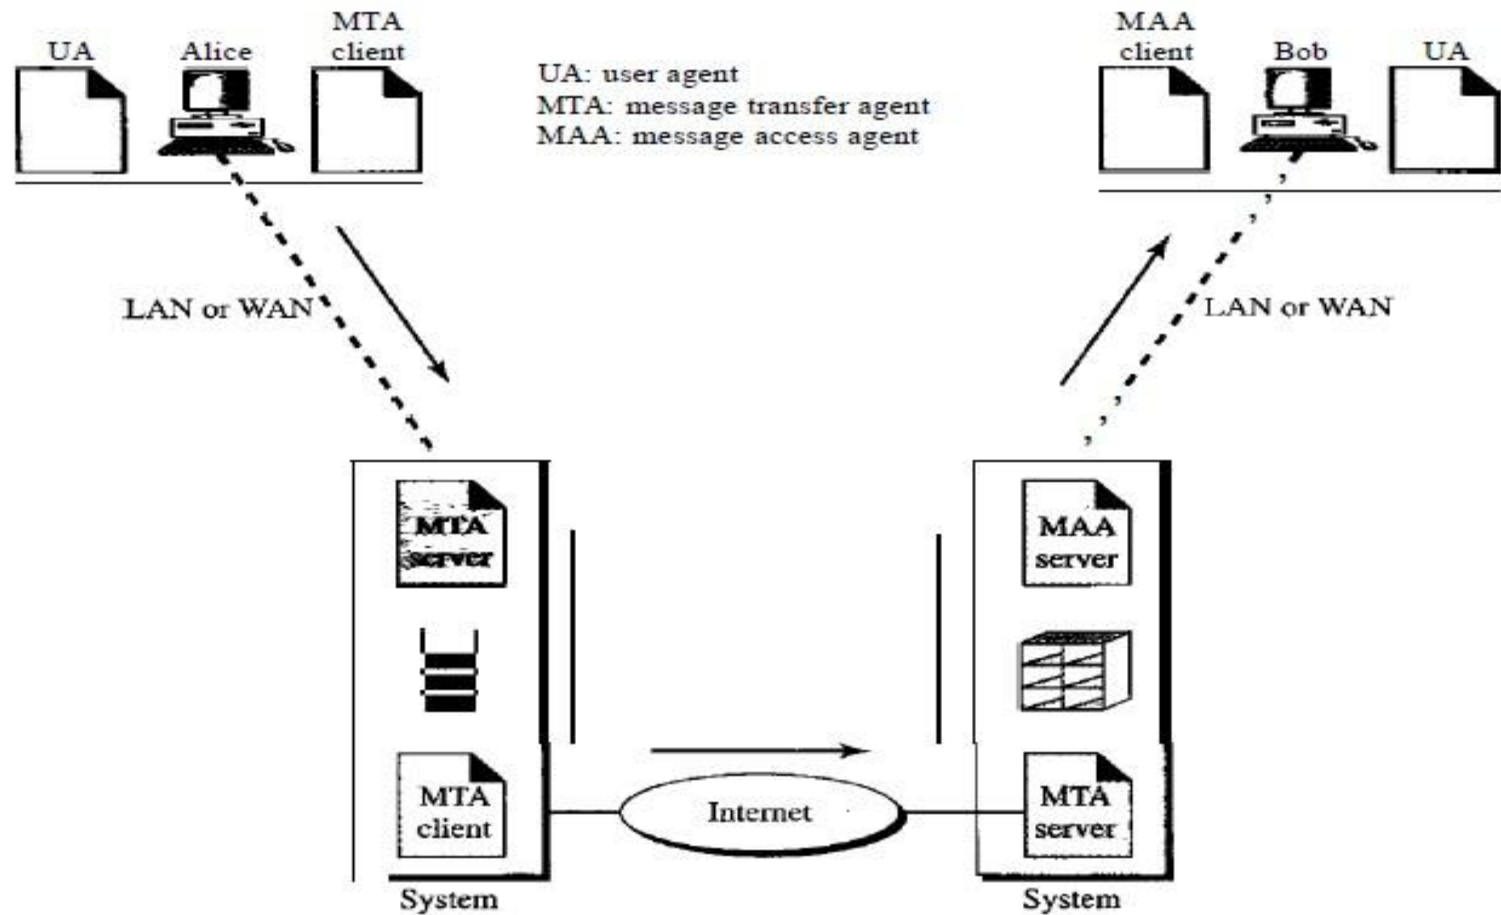 UA
Alice
MTA
client
UA: user agent
MTA: message transfer agent
MAA: message access agent
MAA
client
Bob
UA
LAN or WAN
LAN or WAN
MTA
server
MAA
server
MTA
client
Internet
MTA
server
System
System